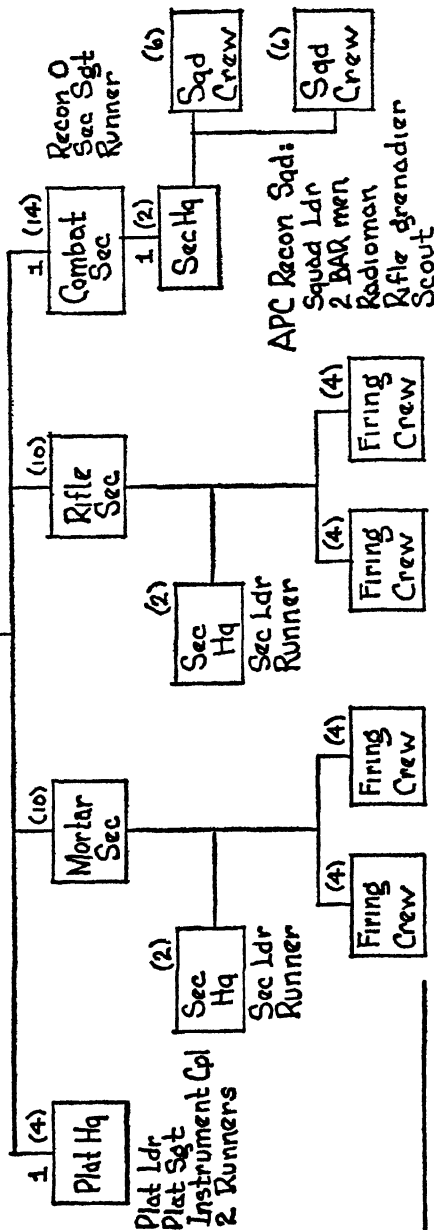 1 (4)
Plat Hq
Plat Ldr
Plat Sgt
Instrument Cpl
2 Runners
(10)
Mortar
Sec
(2)
Sec
Hq
Sec Ldr
Runner
(4)
Firing
Crew
(4)
Firing
Crew
(10)
Rifle
Sec
(2)
Sec
Hq
Sec Ldr
Runner
(4)
Firing
Crew
(4)
Firing
Crew
1 (14)
Combat
Sec
Recon O
Sec Sgt
Runner
1 (2)
Sec Hq
(6)
Sqd
Crew
(6)
Sqd
Crew
APC Recon Sqd:
Squad Ldr
2 BAR men
Radioman
Rifle grenadier
Scout